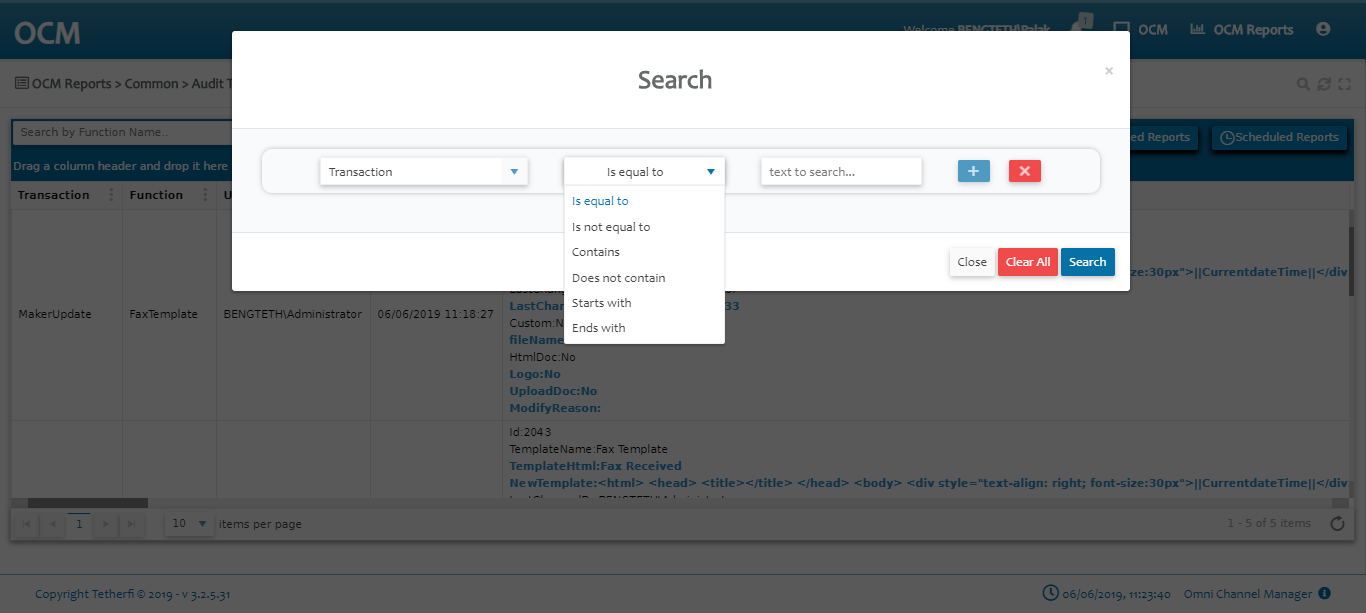 OCM
Welcome BENGTETH\Palak
1
OCM
OCM Reports
OCM Reports > Common > Audit T
Search
×
Search by Function Name..
ed Reports
Scheduled Reports
Drag a column header and drop it here
Transaction
Function
U
Transaction
Is equal to
text to search...
Is equal to
Is not equal to
Contains
Does not contain
Starts with
Ends with
Close
Clear All
Search
ize:30px">||CurrentdateTime||</div
LastChan
33
MakerUpdate
FaxTemplate
BENGTETH\Administrator
06/06/2019 11:18:27
Custom:N
fileName
HtmlDoc:No
Logo:No
UploadDoc:No
ModifyReason:
Id:2043
TemplateName:Fax Template
TemplateHtml:Fax Received
NewTemplate:<html> <head> <title></title> </head> <body> <div style="text-align: right; font-size:30px">||CurrentdateTime||</div
1
10
items per page
1 - 5 of 5 items
Copyright Tetherfi © 2019 - v 3.2.5.31
06/06/2019, 11:23:40
Omni Channel Manager